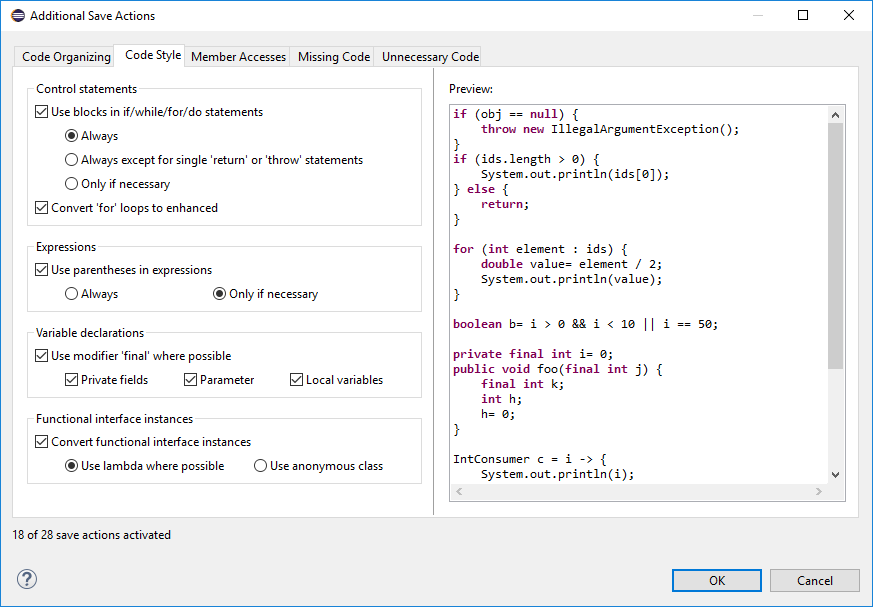 Additional Save Actions
Code Organizing Code Style Member Accesses Missing Code Unnecessary Code
Control statements
Use blocks in if/while/for/do statements
Always
Always except for single 'return' or 'throw' statements
Only if necessary
Convert 'for' loops to enhanced
Expressions
Use parentheses in expressions
Always Only if necessary
Variable declarations
Use modifier 'final' where possible
Private fields Parameter Local variables
Functional interface instances
Convert functional interface instances
Use lambda where possible Use anonymous class
Preview:
if (obj == null) {
    throw new IllegalArgumentException();
}
if (ids.length > 0) {
    System.out.println(ids[0]);
} else {
    return;
}
for (int element : ids) {
    double value= element / 2;
    System.out.println(value);
}
boolean b= i > 0 && i < 10 || i == 50;
private final int i= 0;
public void foo(final int j) {
    final int k;
    int h;
    h= 0;
}
IntConsumer c = i -> {
    System.out.println(i);
18 of 28 save actions activated
?
OK Cancel